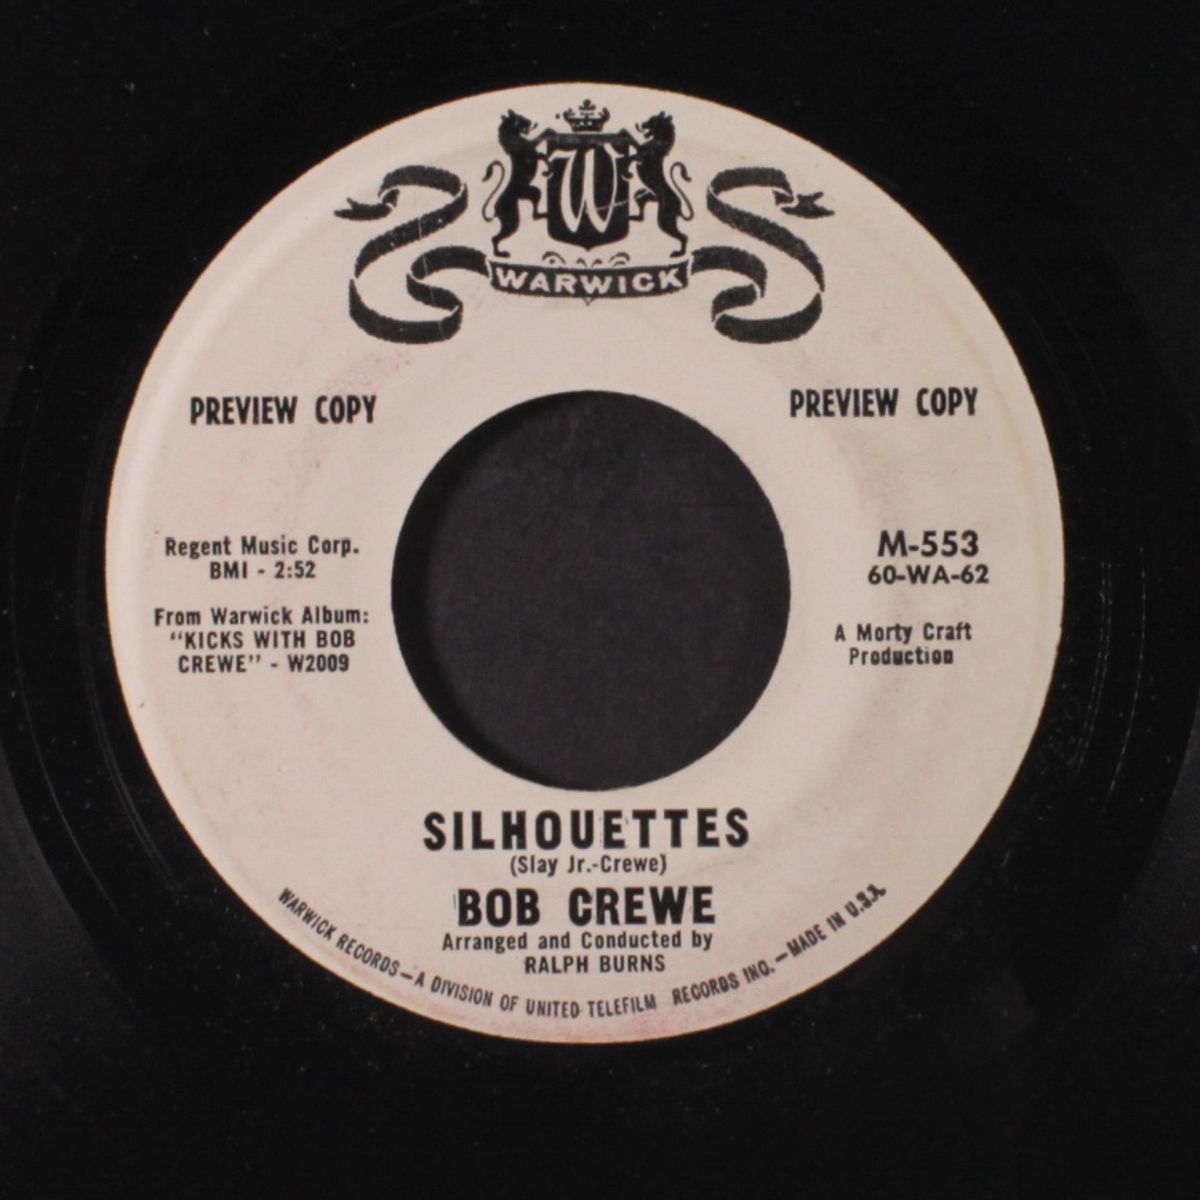 W
WARWICK
PREVIEW COPY
PREVIEW COPY
Regent Music Corp.
BMI - 2:52
From Warwick Album:
"KICKS WITH BOB
CREWE" - W2009
M-553
60-WA-62
A Morty Craft
Production
SILHOUETTES
(Slay Jr.-Crewe)
BOB CREWE
Arranged and Conducted by
RALPH BURNS
WARWICK RECORDS—A DIVISION OF UNITED TELEFILM RECORDS INC.—MADE IN U.S.A.